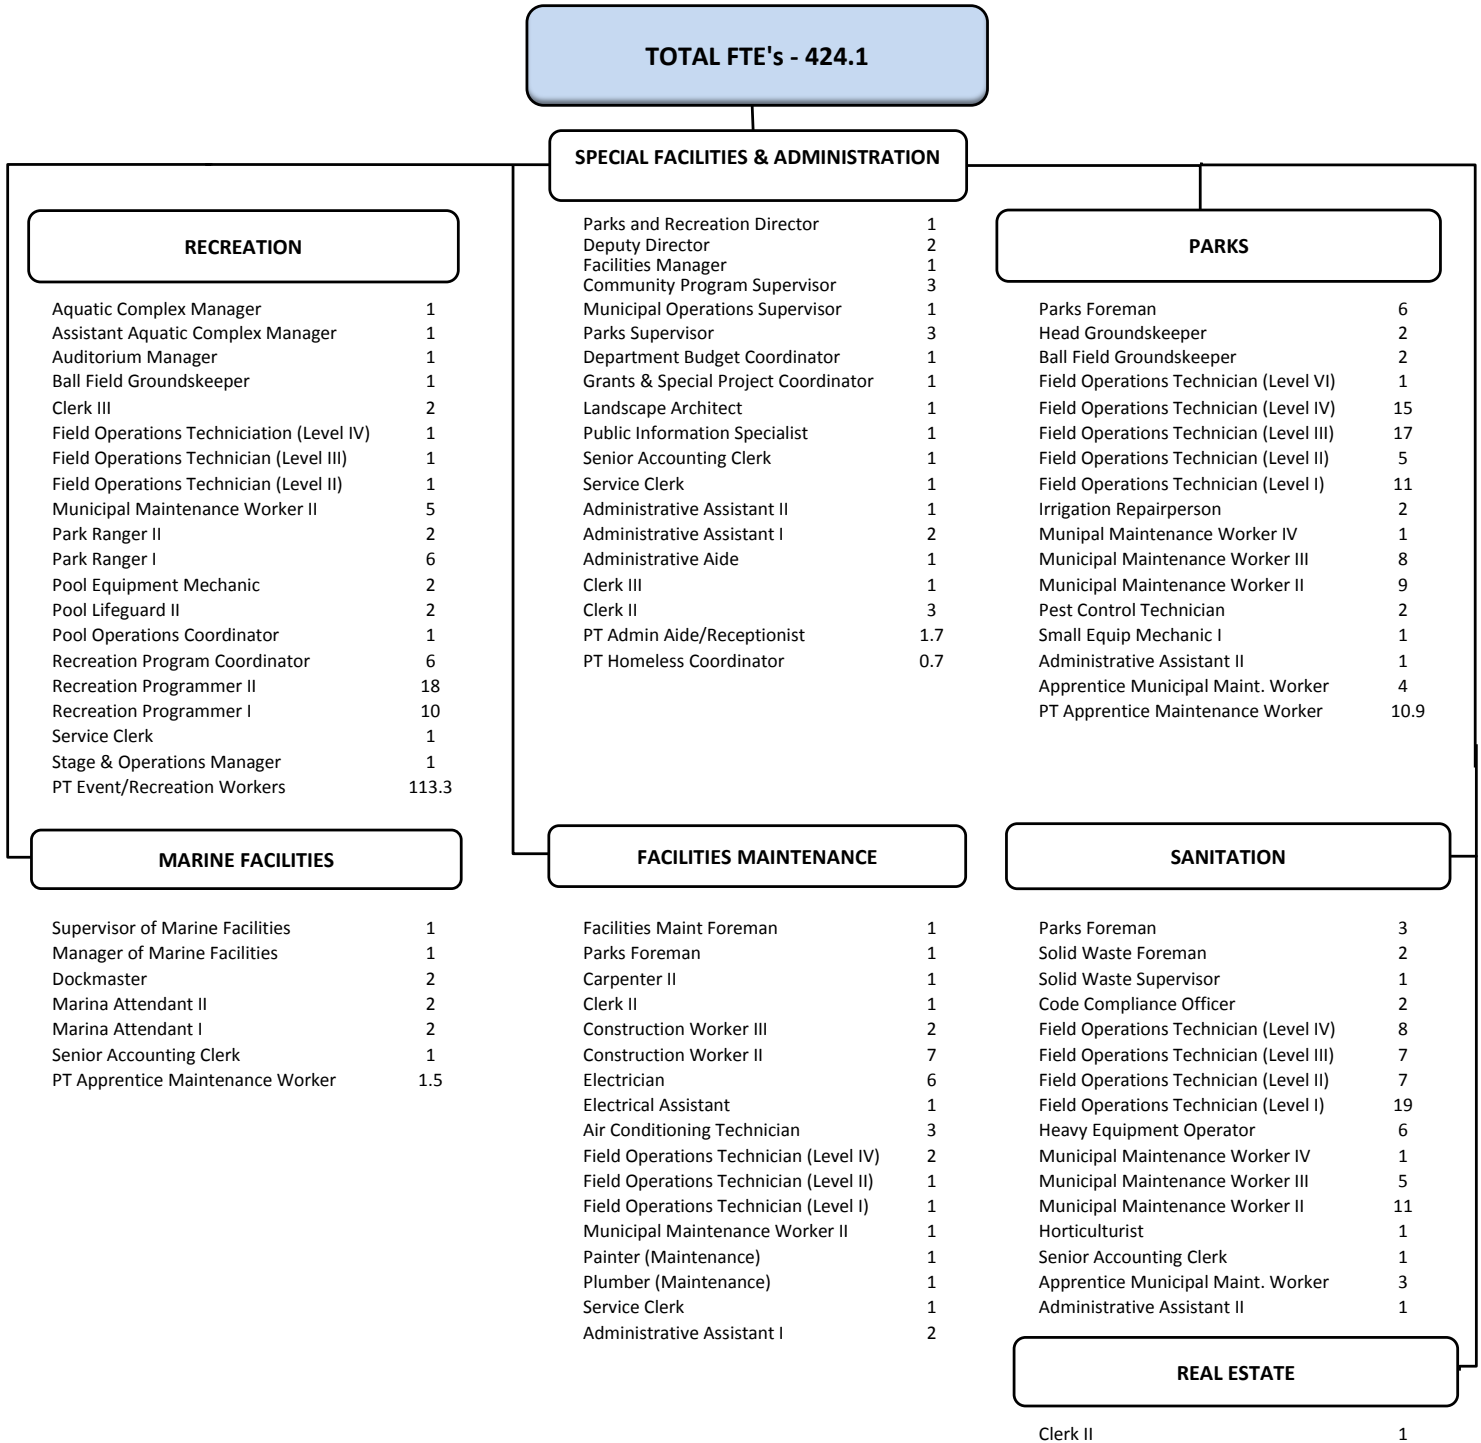 TOTAL FTE's - 424.1
SPECIAL FACILITIES & ADMINISTRATION
Parks and Recreation Director 1
Deputy Director 2
Facilities Manager 1
Community Program Supervisor 3
Municipal Operations Supervisor 1
Parks Supervisor 3
Department Budget Coordinator 1
Grants & Special Project Coordinator 1
Landscape Architect 1
Public Information Specialist 1
Senior Accounting Clerk 1
Service Clerk 1
Administrative Assistant II 1
Administrative Assistant I 2
Administrative Aide 1
Clerk III 1
Clerk II 3
PT Admin Aide/Receptionist 1.7
PT Homeless Coordinator 0.7
RECREATION
Aquatic Complex Manager 1
Assistant Aquatic Complex Manager 1
Auditorium Manager 1
Ball Field Groundskeeper 1
Clerk III 2
Field Operations Techniciation (Level IV) 1
Field Operations Technician (Level III) 1
Field Operations Technician (Level II) 1
Municipal Maintenance Worker II 5
Park Ranger II 2
Park Ranger I 6
Pool Equipment Mechanic 2
Pool Lifeguard II 2
Pool Operations Coordinator 1
Recreation Program Coordinator 6
Recreation Programmer II 18
Recreation Programmer I 10
Service Clerk 1
Stage & Operations Manager 1
PT Event/Recreation Workers 113.3
PARKS
Parks Foreman 6
Head Groundskeeper 2
Ball Field Groundskeeper 2
Field Operations Technician (Level VI) 1
Field Operations Technician (Level IV) 15
Field Operations Technician (Level III) 17
Field Operations Technician (Level II) 5
Field Operations Technician (Level I) 11
Irrigation Repairperson 2
Munipal Maintenance Worker IV 1
Municipal Maintenance Worker III 8
Municipal Maintenance Worker II 9
Pest Control Technician 2
Small Equip Mechanic I 1
Administrative Assistant II 1
Apprentice Municipal Maint. Worker 4
PT Apprentice Maintenance Worker 10.9
MARINE FACILITIES
Supervisor of Marine Facilities 1
Manager of Marine Facilities 1
Dockmaster 2
Marina Attendant II 2
Marina Attendant I 2
Senior Accounting Clerk 1
PT Apprentice Maintenance Worker 1.5
FACILITIES MAINTENANCE
Facilities Maint Foreman 1
Parks Foreman 1
Carpenter II 1
Clerk II 1
Construction Worker III 2
Construction Worker II 7
Electrician 6
Electrical Assistant 1
Air Conditioning Technician 3
Field Operations Technician (Level IV) 2
Field Operations Technician (Level II) 1
Field Operations Technician (Level I) 1
Municipal Maintenance Worker II 1
Painter (Maintenance) 1
Plumber (Maintenance) 1
Service Clerk 1
Administrative Assistant I 2
SANITATION
Parks Foreman 3
Solid Waste Foreman 2
Solid Waste Supervisor 1
Code Compliance Officer 2
Field Operations Technician (Level IV) 8
Field Operations Technician (Level III) 7
Field Operations Technician (Level II) 7
Field Operations Technician (Level I) 19
Heavy Equipment Operator 6
Municipal Maintenance Worker IV 1
Municipal Maintenance Worker III 5
Municipal Maintenance Worker II 11
Horticulturist 1
Senior Accounting Clerk 1
Apprentice Municipal Maint. Worker 3
Administrative Assistant II 1
REAL ESTATE
Clerk II 1